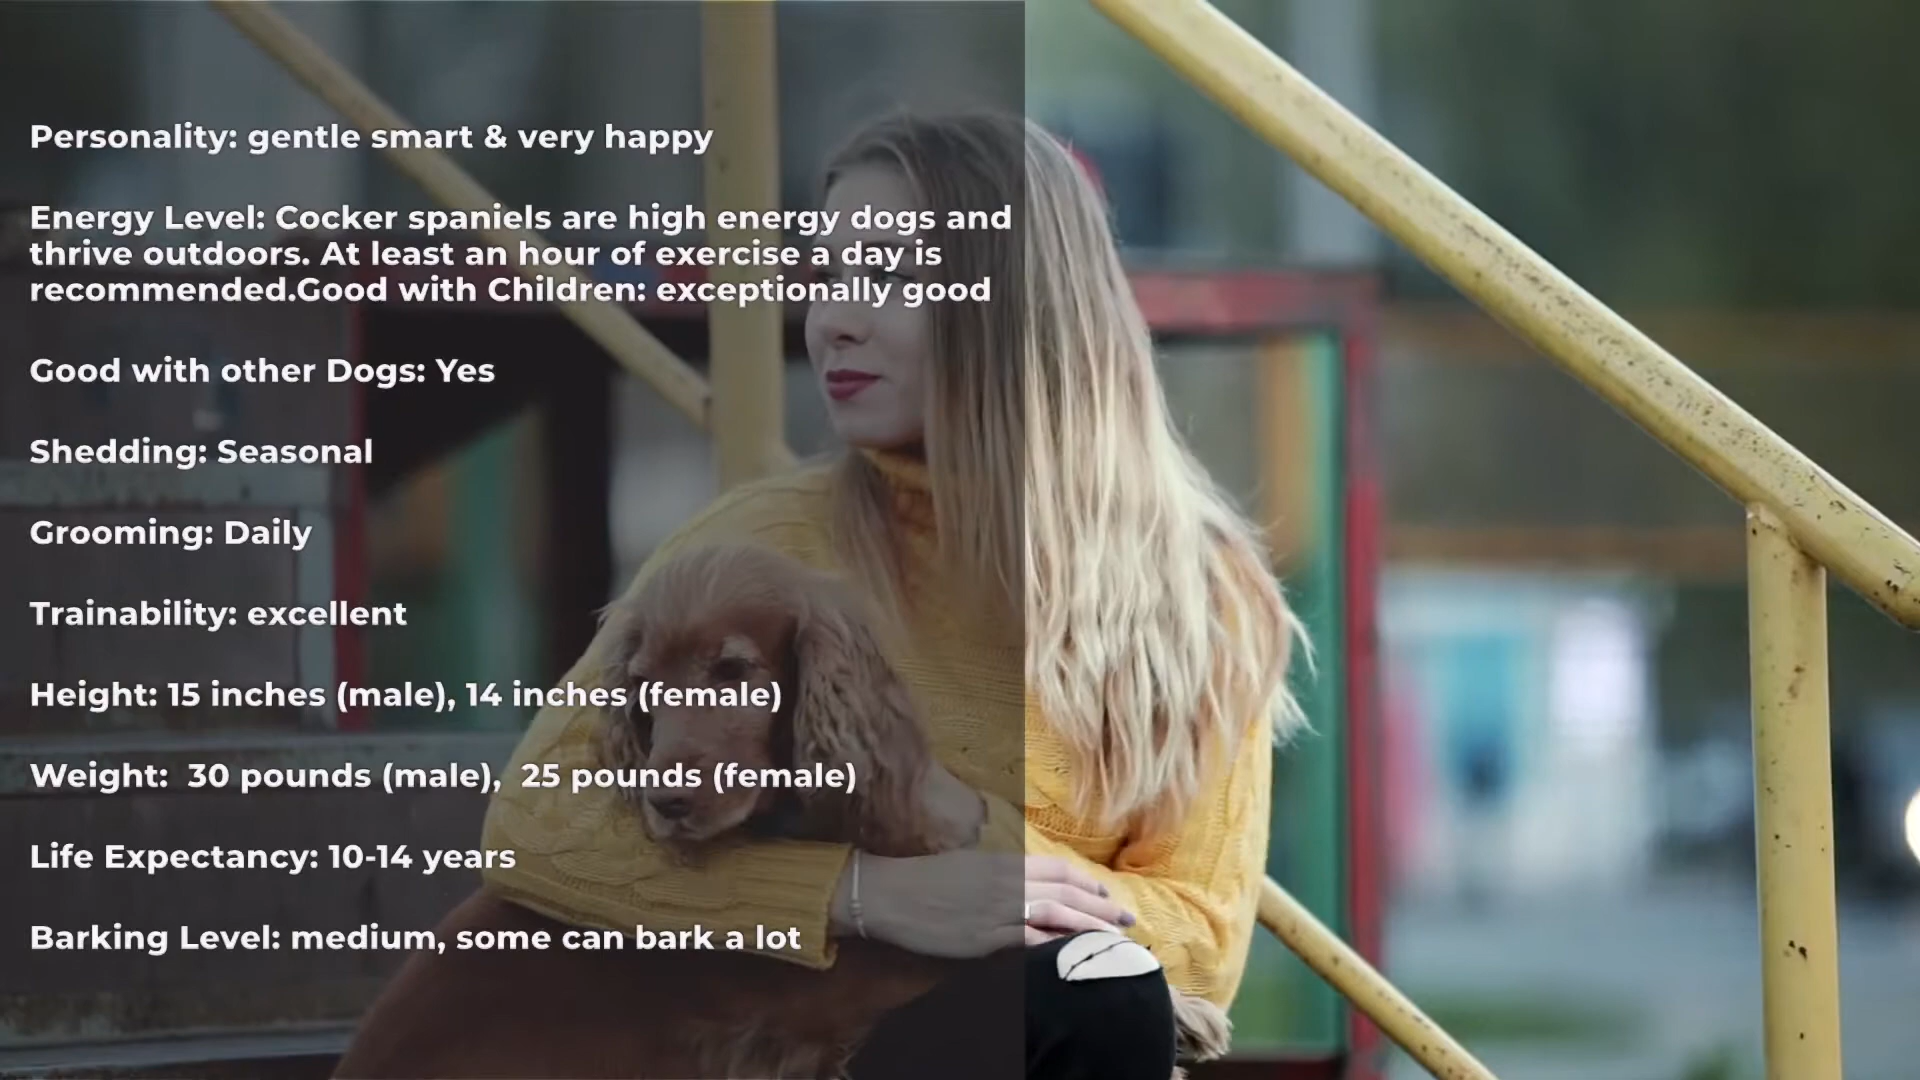 Personality: gentle smart & very happy
Energy Level: Cocker spaniels are high energy dogs and
thrive outdoors. At least an hour of exercise a day is
recommended.Good with Children: exceptionally good
Good with other Dogs: Yes
Shedding: Seasonal
Grooming: Daily
Trainability: excellent
Height: 15 inches (male), 14 inches (female)
Weight:  30 pounds (male),  25 pounds (female)
Life Expectancy: 10-14 years
Barking Level: medium, some can bark a lot